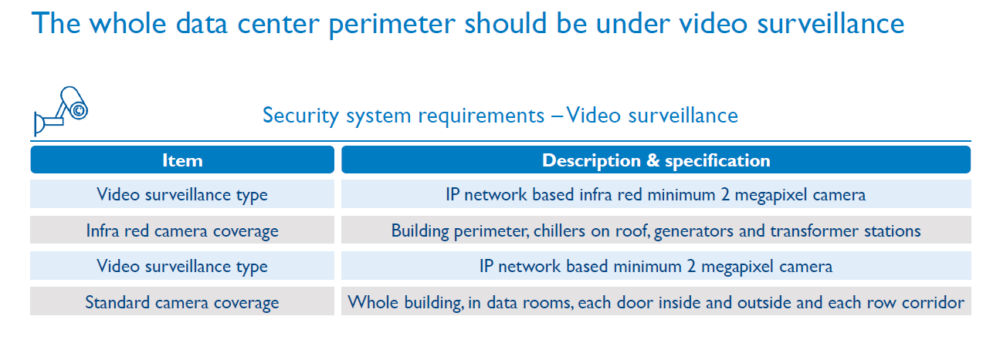 The whole data center perimeter should be under video surveillance
Security system requirements – Video surveillance
Item Description & specification
Video surveillance type IP network based infra red minimum 2 megapixel camera
Infra red camera coverage Building perimeter, chillers on roof, generators and transformer stations
Video surveillance type IP network based minimum 2 megapixel camera
Standard camera coverage Whole building, in data rooms, each door inside and outside and each row corridor